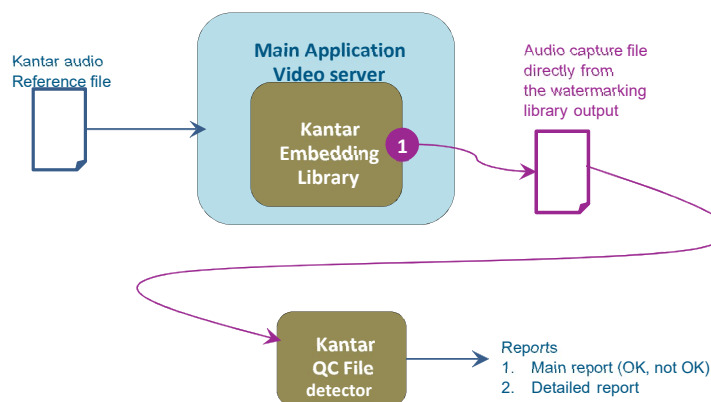 Kantar audio
Reference file
Main Application
Video server
Kantar
Embedding
Library
1
Audio capture file
directly from
the watermarking
library output
Kantar
QC File
detector
Reports
1. Main report (OK, not OK)
2. Detailed report